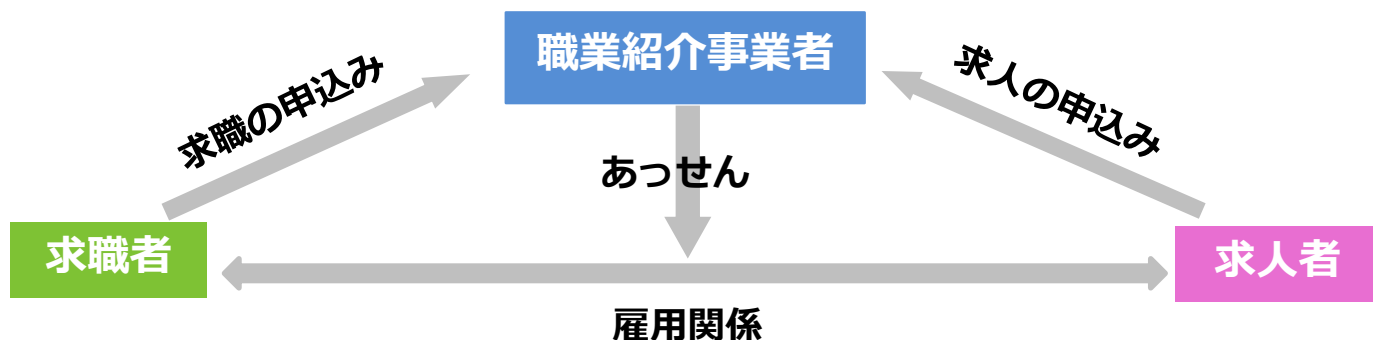 職業紹介事業者
求職の申込み
求人の申込み
あっせん
求職者
求人者
雇用関係